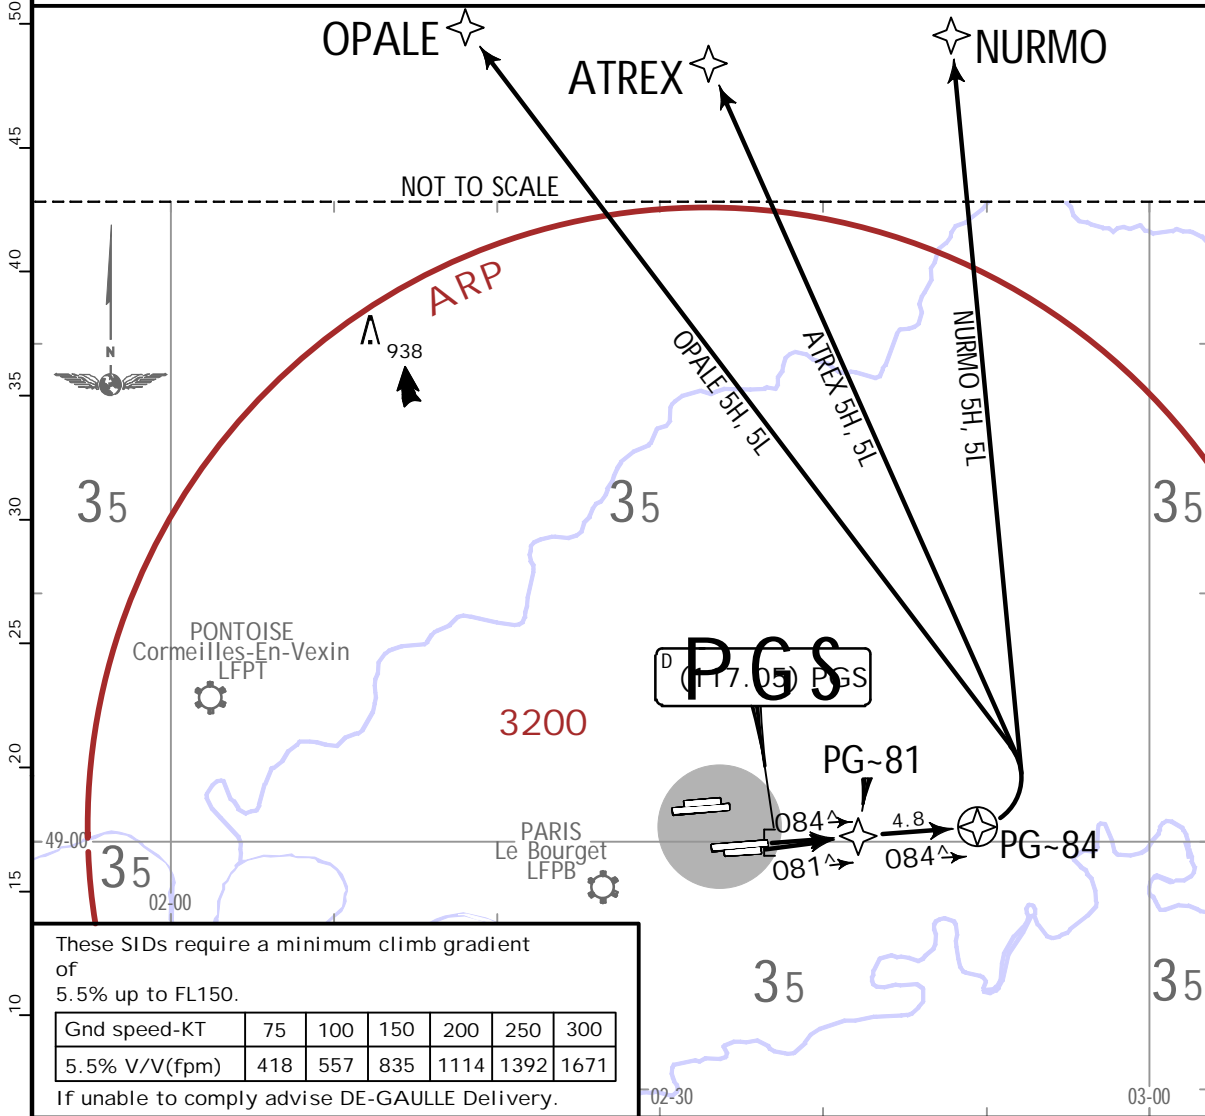 50
OPALE
ATREX
NURMO
45
NOT TO SCALE
40
ARP
N
938
35
OPALE 5H, 5L
ATREX 5H, 5L
NURMO 5H, 5L
35
35
35
30
25
PONTOISE
Cormeilles-En-Vexin
LFPT
PGS
D (117.05) PGS
3200
20
PG~81
084^
4.8
PG~84
081^
084^
49-00
PARIS
Le Bourget
LFPB
35
15
02-00
These SIDs require a minimum climb gradient
of
5.5% up to FL150.
Gnd speed-KT 75 100 150 200 250 300
5.5% V/V(fpm) 418 557 835 1114 1392 1671
If unable to comply advise DE-GAULLE Delivery.
35
35
10
02-30
03-00